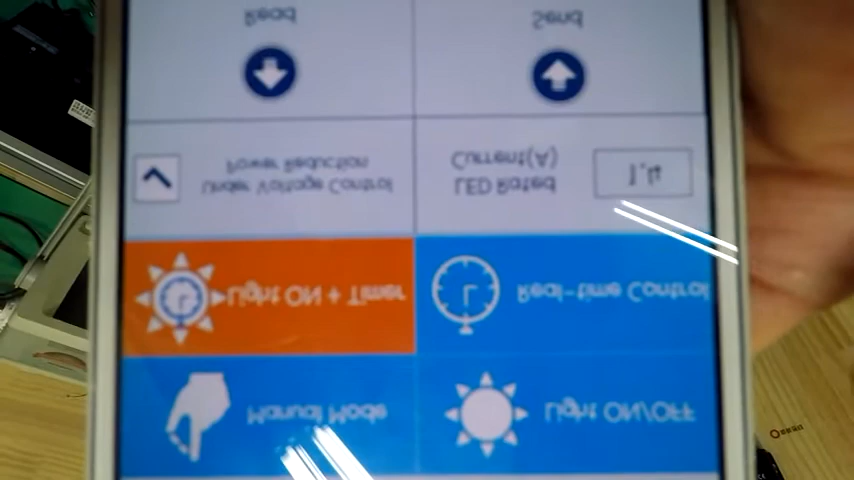 Manual Mode
Light ON/OFF
Light ON + Timer
Real-time Control
Under Voltage Control
Power Reduction
LED Rated
Current(A)
1.4
Read
Send